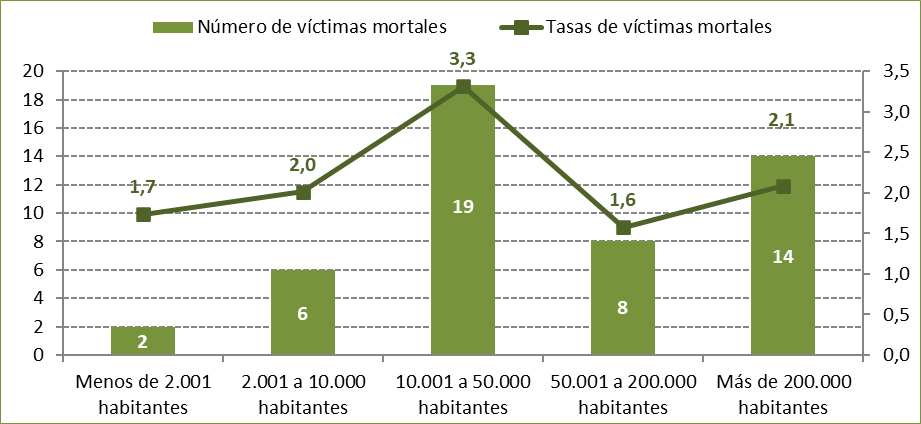 Número de víctimas mortales
Tasas de víctimas mortales
20
18
16
14
12
10
8
6
4
2
0
3,5
3,0
2,5
2,0
1,5
1,0
0,5
0,0
1,7
2,0
3,3
1,6
2,1
2
6
19
8
14
Menos de 2.001
habitantes
2.001 a 10.000
habitantes
10.001 a 50.000
habitantes
50.001 a 200.000
habitantes
Más de 200.000
habitantes